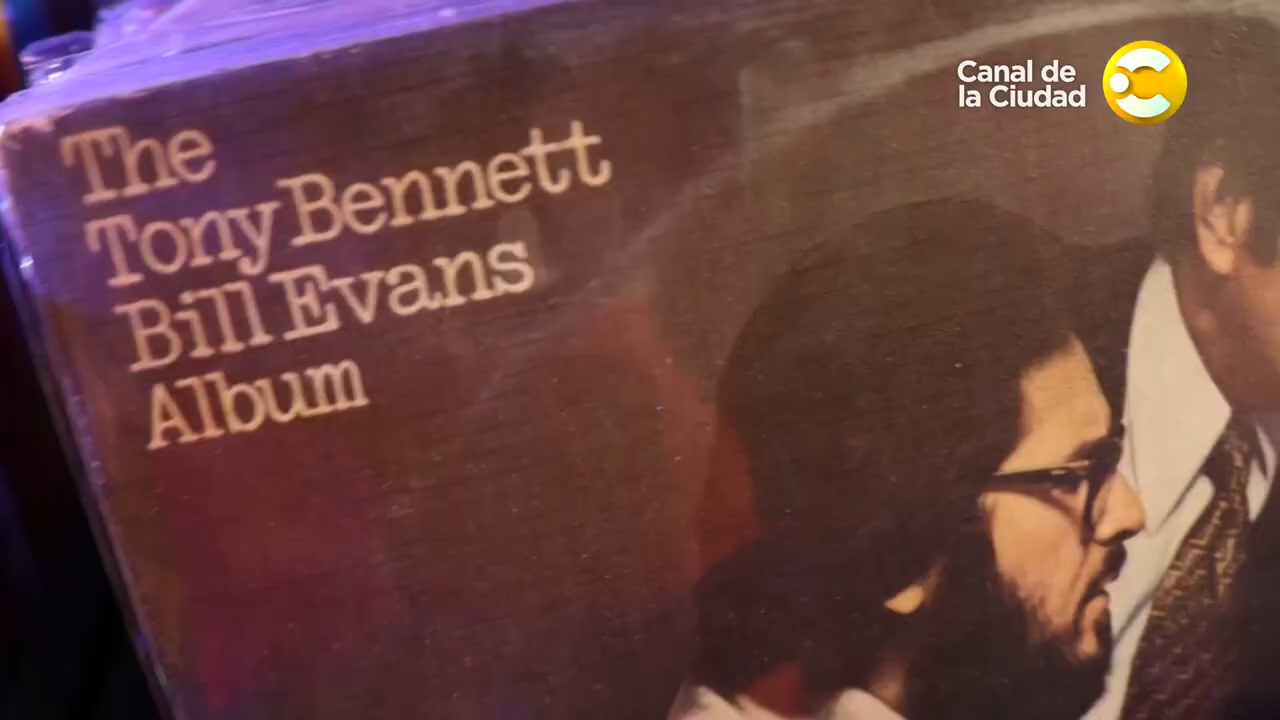 The
Tony Bennett
Bill Evans
Album
Canal de
la Ciudad